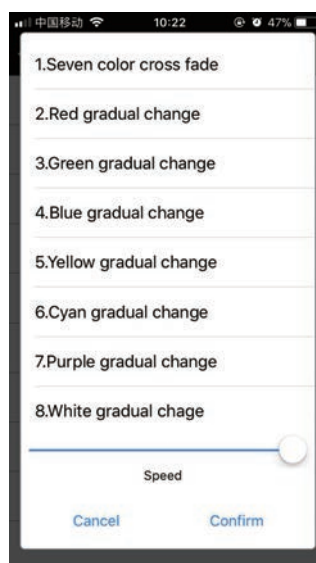 中国移动 10:22 47%
1.Seven color cross fade
2.Red gradual change
3.Green gradual change
4.Blue gradual change
5.Yellow gradual change
6.Cyan gradual change
7.Purple gradual change
8.White gradual chage
Speed
Cancel Confirm